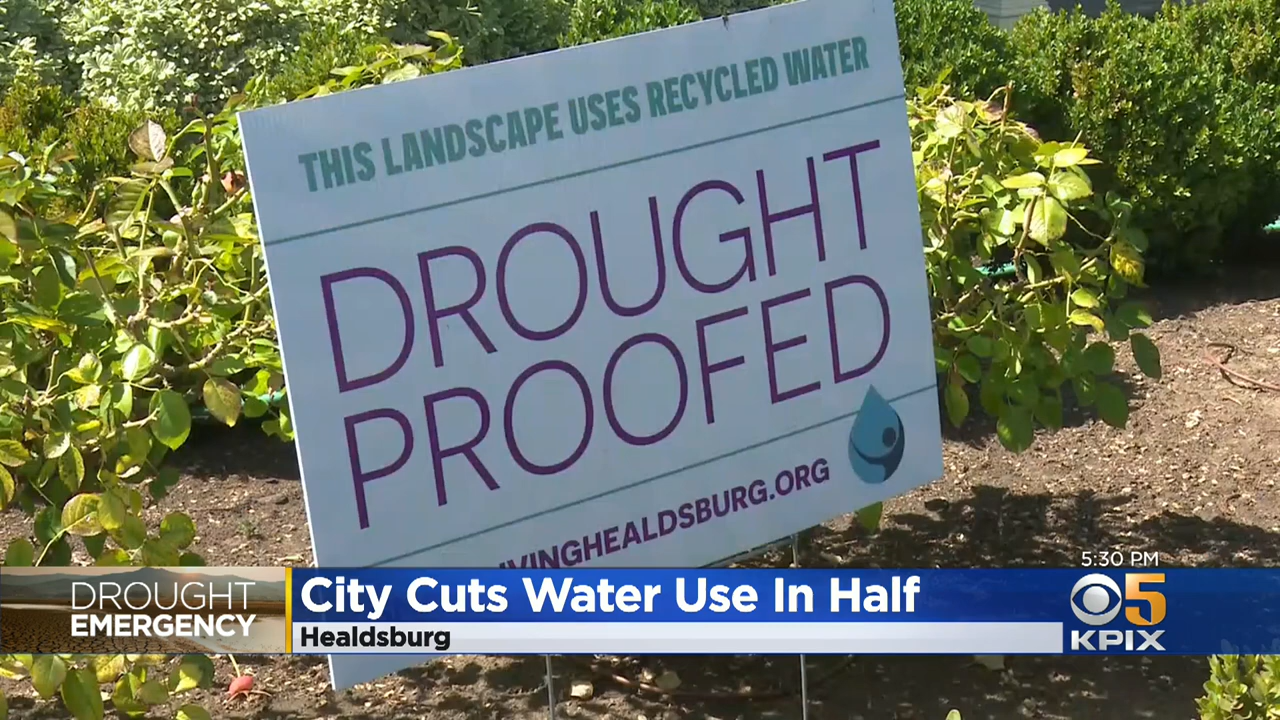 THIS LANDSCAPE USES RECYCLED WATER
DROUGHT
PROOFED
5:30 PM
DROUGHT
EMERGENCY
City Cuts Water Use In Half
Healdsburg
5
KPIX